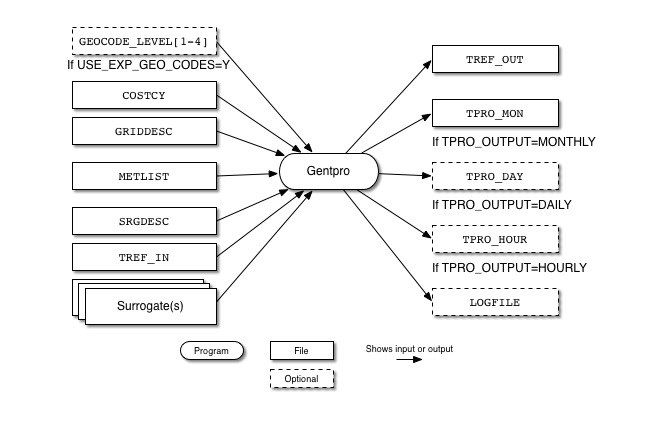 GEOCODE_LEVEL[1-4]
If USE_EXP_GEO_CODES=Y
COSTCY
GRIDDESC
METLIST
SRGDESC
TREF_IN
Surrogate(s)
Gentpro
TREF_OUT
TPRO_MON
If TPRO_OUTPUT=MONTHLY
TPRO_DAY
If TPRO_OUTPUT=DAILY
TPRO_HOUR
If TPRO_OUTPUT=HOURLY
LOGFILE
Program
File
Shows input or output
Optional